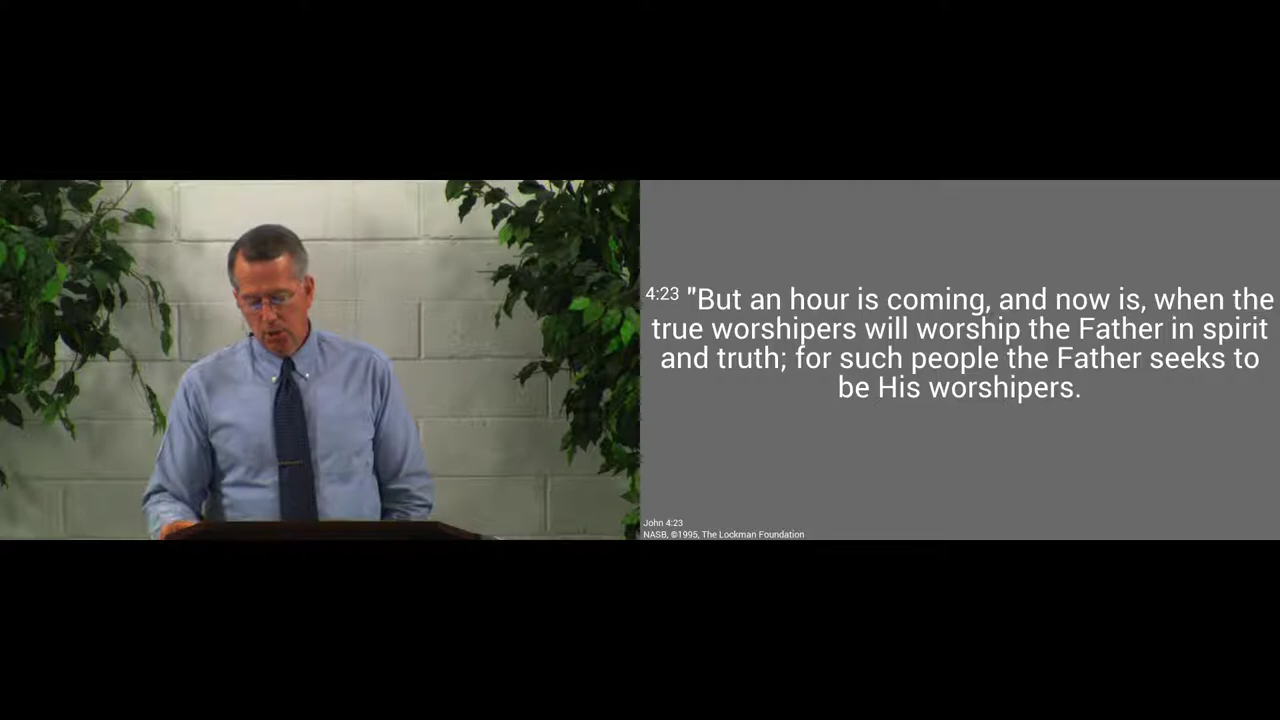 4:23 "But an hour is coming, and now is, when the
true worshipers will worship the Father in spirit
and truth; for such people the Father seeks to
be His worshipers.
John 4:23
NASB, ©1995, The Lockman Foundation